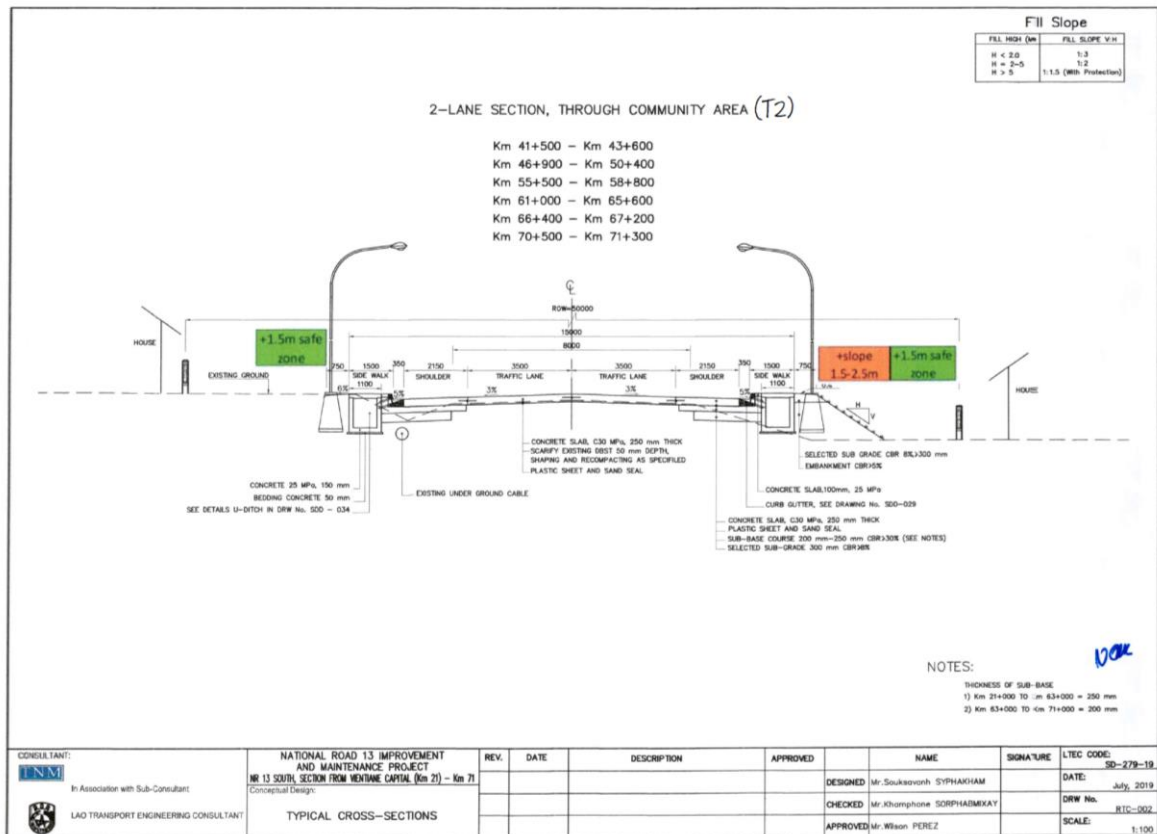 Fill Slope
FILL HIGH (Me FILL SLOPE V:H
H < 2.0 1:3
H = 2-5 1:2
H > 5 1:1.5 (With Protection)
2-LANE SECTION, THROUGH COMMUNITY AREA (T2)
Km 41+500 - Km 43+600
Km 46+900 - Km 50+400
Km 55+500 - Km 58+800
Km 61+000 - Km 65+600
Km 66+400 - Km 67+200
Km 70+500 - Km 71+300
ROW=50000
15000
8000
HOUSE
+1.5m safe
zone
+slope
1.5-2.5m
+1.5m safe
zone
HOUSE
750 1500 350 2150 3500 3500 2150 350 1500 750
EXISTING GROUND
SIDE WALK SHOULDER TRAFFIC LANE TRAFFIC LANE SHOULDER SIDE WALK
1100 1100
6% 5% 3% 3% 5%
H
V
CONCRETE SLAB, C30 MPa, 250 mm THICK
SCARIFY EXISTING DBST 50 mm DEPTH,
SHAPING AND RECOMPACTING AS SPECIFILED
PLASTIC SHEET AND SAND SEAL
SELECTED SUB GRADE CBR 8%>300 mm
EMBANKMENT CBR>5%
CONCRETE 25 MPa, 150 mm
BEDDING CONCRETE 50 mm
SEE DETAILS U-DITCH IN DRW No. SDD - 034
EXISTING UNDER GROUND CABLE
CONCRETE SLAB,100mm, 25 MPa
CURB GUTTER, SEE DRAWING No. SDD-029
CONCRETE SLAB, C30 MPa, 250 mm THICK
PLASTIC SHEET AND SAND SEAL
SUB-BASE COURSE 200 mm-250 mm CBR>30% (SEE NOTES)
SELECTED SUB-GRADE 300 mm CBR>8%
NOTES:
THICKNESS OF SUB-BASE
1) Km 21+000 TO Km 63+000 = 250 mm
2) Km 63+000 TO Km 71+000 = 200 mm
CONSULTANT:
TNM
In Association with Sub-Consultant
LAO TRANSPORT ENGINEERING CONSULTANT
NATIONAL ROAD 13 IMPROVEMENT
AND MAINTENANCE PROJECT
NR 13 SOUTH, SECTION FROM VIENTIANE CAPITAL (Km 21) - Km 71
Conceptual Design:
TYPICAL CROSS-SECTIONS
REV. DATE DESCRIPTION APPROVED
NAME SIGNATURE
DESIGNED Mr.Souksavanh SYPHAKHAM
CHECKED Mr.Khamphone SORPHABMIXAY
APPROVED Mr.Wilson PEREZ
LTEC CODE:
SD-279-19
DATE:
July, 2019
DRW No.
RTC-002
SCALE:
1:100